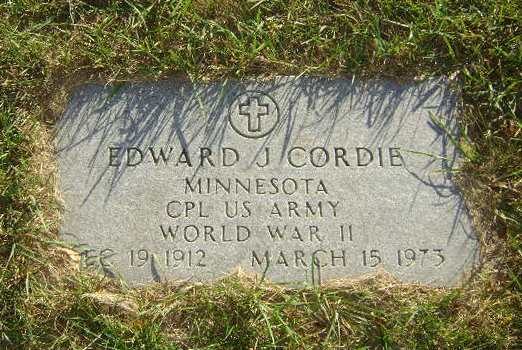 EDWARD J CORDIE
MINNESOTA
CPL US ARMY
WORLD WAR II
19 1912 MARCH 15 1973